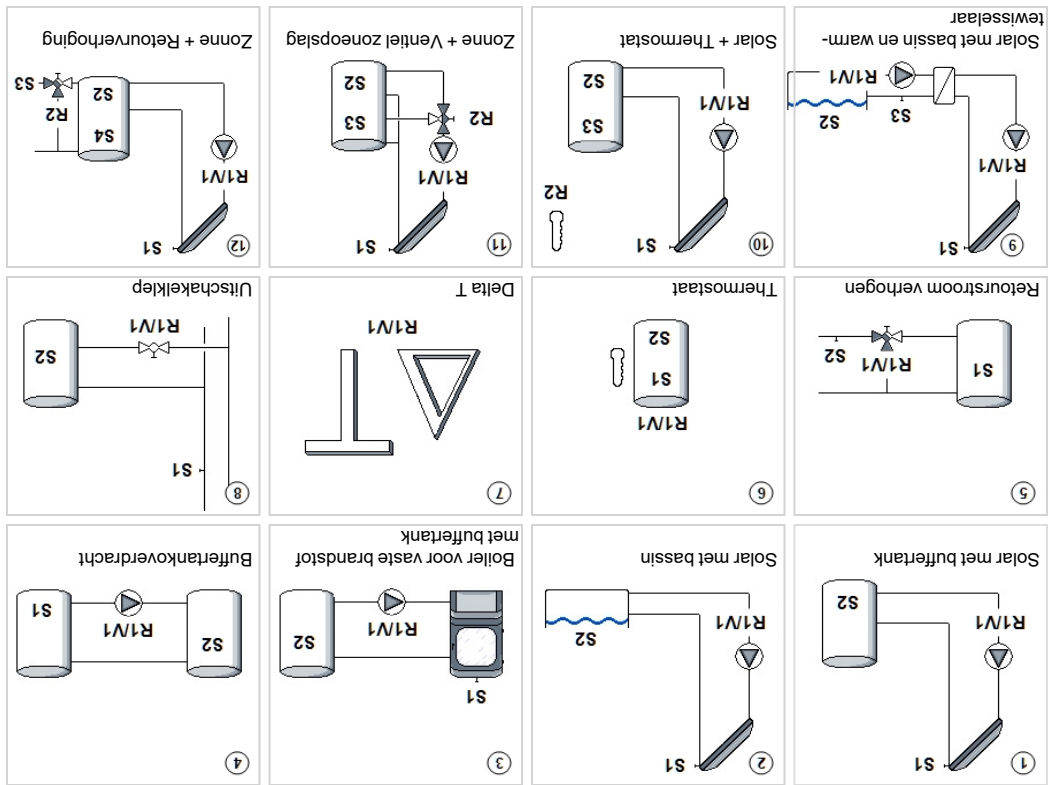 1
S1
R1/V1
S2
Solar met buffertank
2
S1
R1/V1
S2
Solar met bassin
3
S1
R1/V1
S2
Boiler voor vaste brandstof
met buffertank
4
S2
R1/V1
S1
Buffertankoverdracht
5
S1
R1/V1
S2
Retourstroom verhogen
6
R1/V1
S1
S2
Thermostaat
7
R1/V1
Delta T
8
S1
R1/V1
S2
Uitschakelklep
9
S1
R1/V1
S3
S2
R1/V1
Solar met bassin en warm-
tewisselaar
10
S1
R2
R1/V1
S3
S2
Solar + Thermostat
11
S1
R1/V1
R2
S3
S2
Zonne + Ventiel zoneopslag
12
S1
R1/V1
S4
R2
S2
S3
Zonne + Retourverhoging